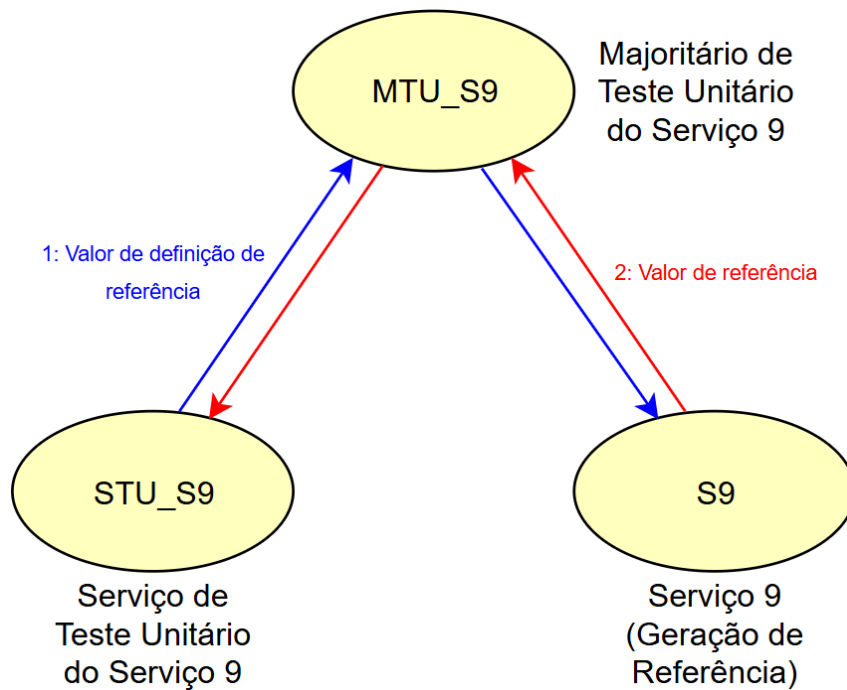 MTU_S9
Majoritário de
Teste Unitário
do Serviço 9
1: Valor de definição de
referência
2: Valor de referência
STU_S9
S9
Serviço de
Teste Unitário
do Serviço 9
Serviço 9
(Geração de
Referência)